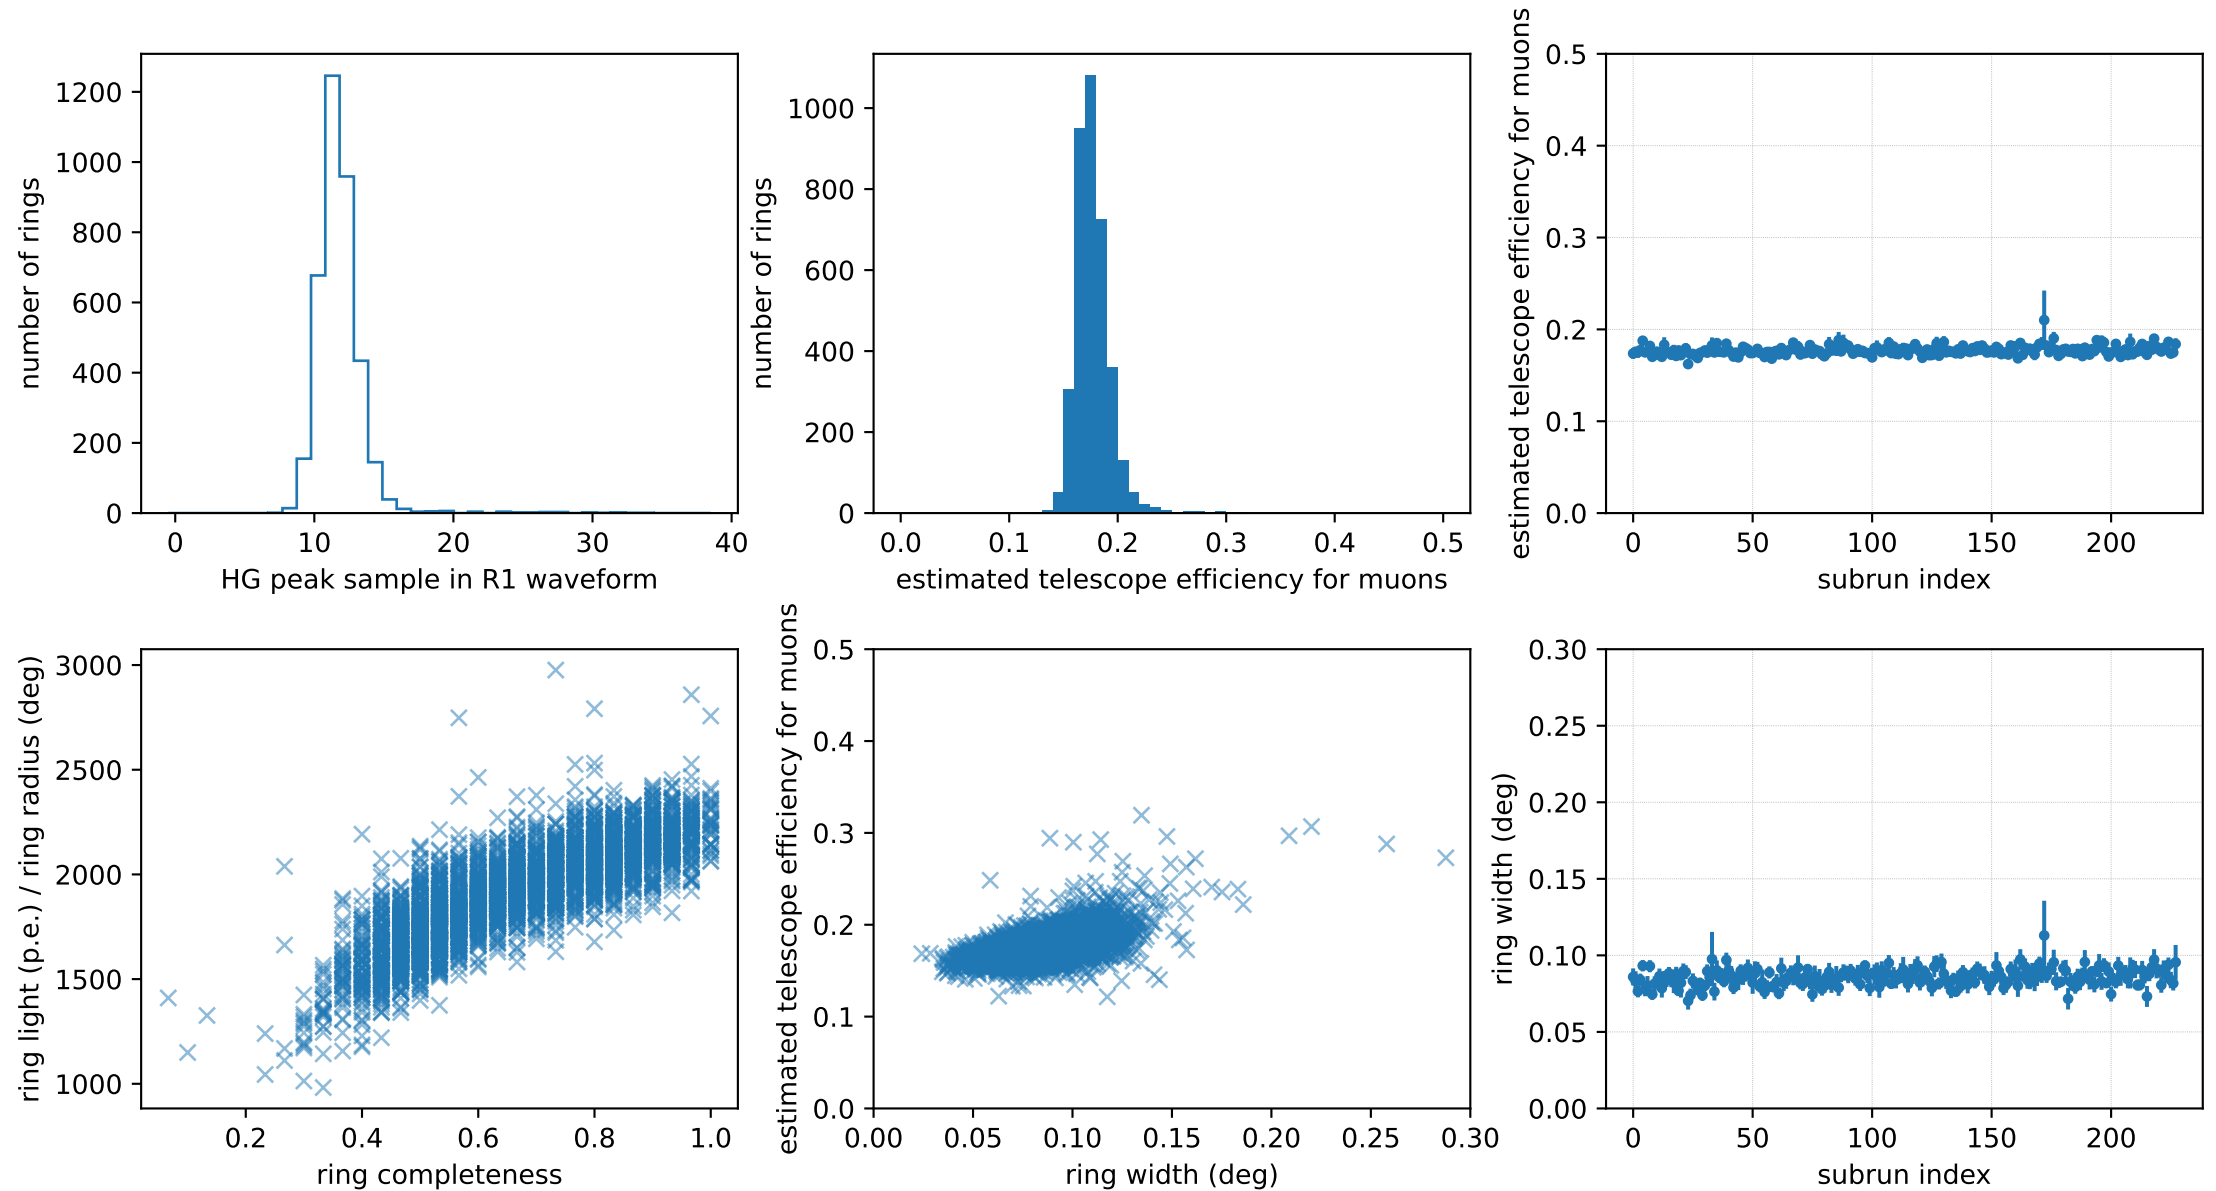 number of rings
1200
1000
800
600
400
200
0
0 10 20 30 40
HG peak sample in R1 waveform
number of rings
1000
800
600
400
200
0
0.0 0.1 0.2 0.3 0.4 0.5
estimated telescope efficiency for muons
estimated telescope efficiency for muons
0.5
0.4
0.3
0.2
0.1
0.0
0 50 100 150 200
subrun index
ring light (p.e.) / ring radius (deg)
3000
2500
2000
1500
1000
0.2 0.4 0.6 0.8 1.0
ring completeness
estimated telescope efficiency for muons
0.5
0.4
0.3
0.2
0.1
0.0
0.00 0.05 0.10 0.15 0.20 0.25 0.30
ring width (deg)
ring width (deg)
0.30
0.25
0.20
0.15
0.10
0.05
0.00
0 50 100 150 200
subrun index